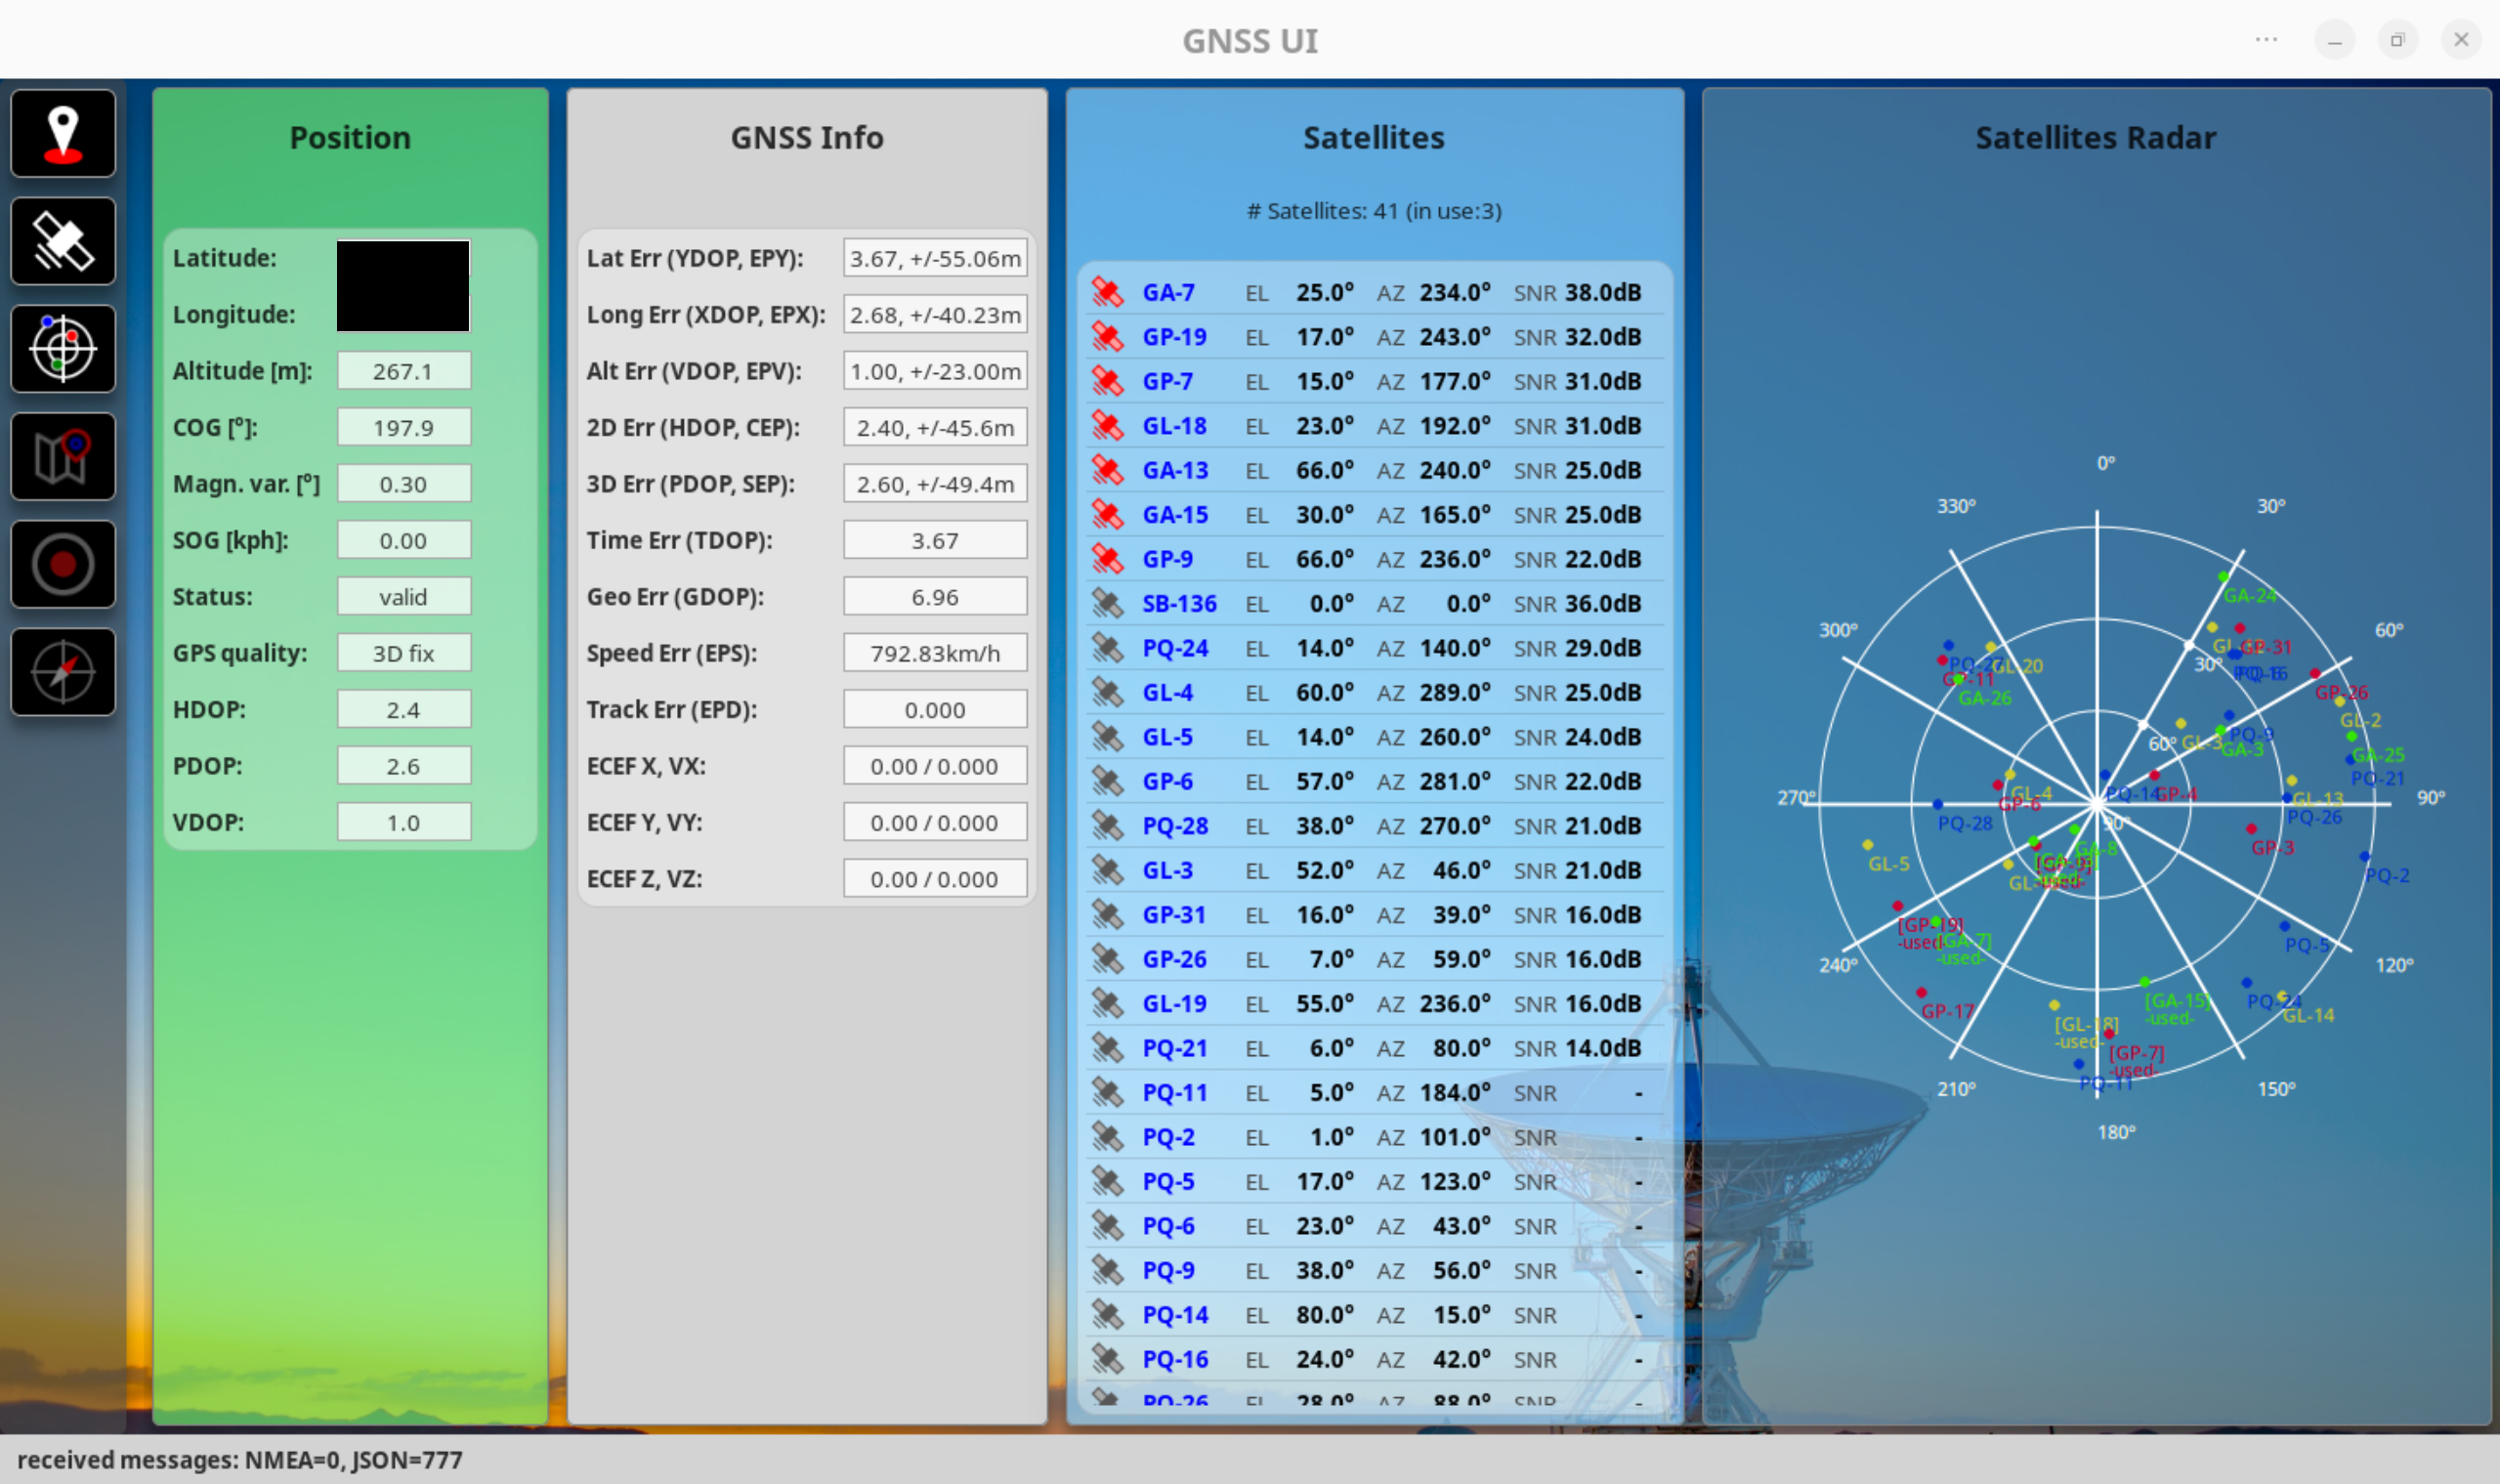 GNSS UI
Position
Latitude:
Longitude:
Altitude [m]: 267.1
COG [°]: 197.9
Magn. var. [°] 0.30
SOG [kph]: 0.00
Status: valid
GPS quality: 3D fix
HDOP: 2.4
PDOP: 2.6
VDOP: 1.0
GNSS Info
Lat Err (YDOP, EPY): 3.67, +/-55.06m
Long Err (XDOP, EPX): 2.68, +/-40.23m
Alt Err (VDOP, EPV): 1.00, +/-23.00m
2D Err (HDOP, CEP): 2.40, +/-45.6m
3D Err (PDOP, SEP): 2.60, +/-49.4m
Time Err (TDOP): 3.67
Geo Err (GDOP): 6.96
Speed Err (EPS): 792.83km/h
Track Err (EPD): 0.000
ECEF X, VX: 0.00 / 0.000
ECEF Y, VY: 0.00 / 0.000
ECEF Z, VZ: 0.00 / 0.000
Satellites
# Satellites: 41 (in use:3)
GA-7 EL 25.0° AZ 234.0° SNR 38.0dB
GP-19 EL 17.0° AZ 243.0° SNR 32.0dB
GP-7 EL 15.0° AZ 177.0° SNR 31.0dB
GL-18 EL 23.0° AZ 192.0° SNR 31.0dB
GA-13 EL 66.0° AZ 240.0° SNR 25.0dB
GA-15 EL 30.0° AZ 165.0° SNR 25.0dB
GP-9 EL 66.0° AZ 236.0° SNR 22.0dB
SB-136 EL 0.0° AZ 0.0° SNR 36.0dB
PQ-24 EL 14.0° AZ 140.0° SNR 29.0dB
GL-4 EL 60.0° AZ 289.0° SNR 25.0dB
GL-5 EL 14.0° AZ 260.0° SNR 24.0dB
GP-6 EL 57.0° AZ 281.0° SNR 22.0dB
PQ-28 EL 38.0° AZ 270.0° SNR 21.0dB
GL-3 EL 52.0° AZ 46.0° SNR 21.0dB
GP-31 EL 16.0° AZ 39.0° SNR 16.0dB
GP-26 EL 7.0° AZ 59.0° SNR 16.0dB
GL-19 EL 55.0° AZ 236.0° SNR 16.0dB
PQ-21 EL 6.0° AZ 80.0° SNR 14.0dB
PQ-11 EL 5.0° AZ 184.0° SNR -
PQ-2 EL 1.0° AZ 101.0° SNR -
PQ-5 EL 17.0° AZ 123.0° SNR -
PQ-6 EL 23.0° AZ 43.0° SNR -
PQ-9 EL 38.0° AZ 56.0° SNR -
PQ-14 EL 80.0° AZ 15.0° SNR -
PQ-16 EL 24.0° AZ 42.0° SNR -
PQ-26 EL 28.0° AZ 88.0° SNR -
Satellites Radar
0°
330°
30°
GA-24
300°
60°
GP-31
GL-20
30°
PQ-16
GP-11
GA-26
GP-26
GL-2
PQ-9
60°
GL-3
GA-3
GA-25
PQ-21
GL-4
PQ-14
GP-4
270°
90°
GP-6
GL-13
PQ-26
PQ-28
90°
GA-8
GP-3
GL-5
[GP-9]
-used-
PQ-2
[GP-19]
-used-
[GA-7]
-used-
PQ-5
240°
120°
GP-17
[GA-15]
-used-
PQ-24
GL-14
[GL-18]
-used-
[GP-7]
-used-
PQ-11
210°
150°
180°
received messages: NMEA=0, JSON=777